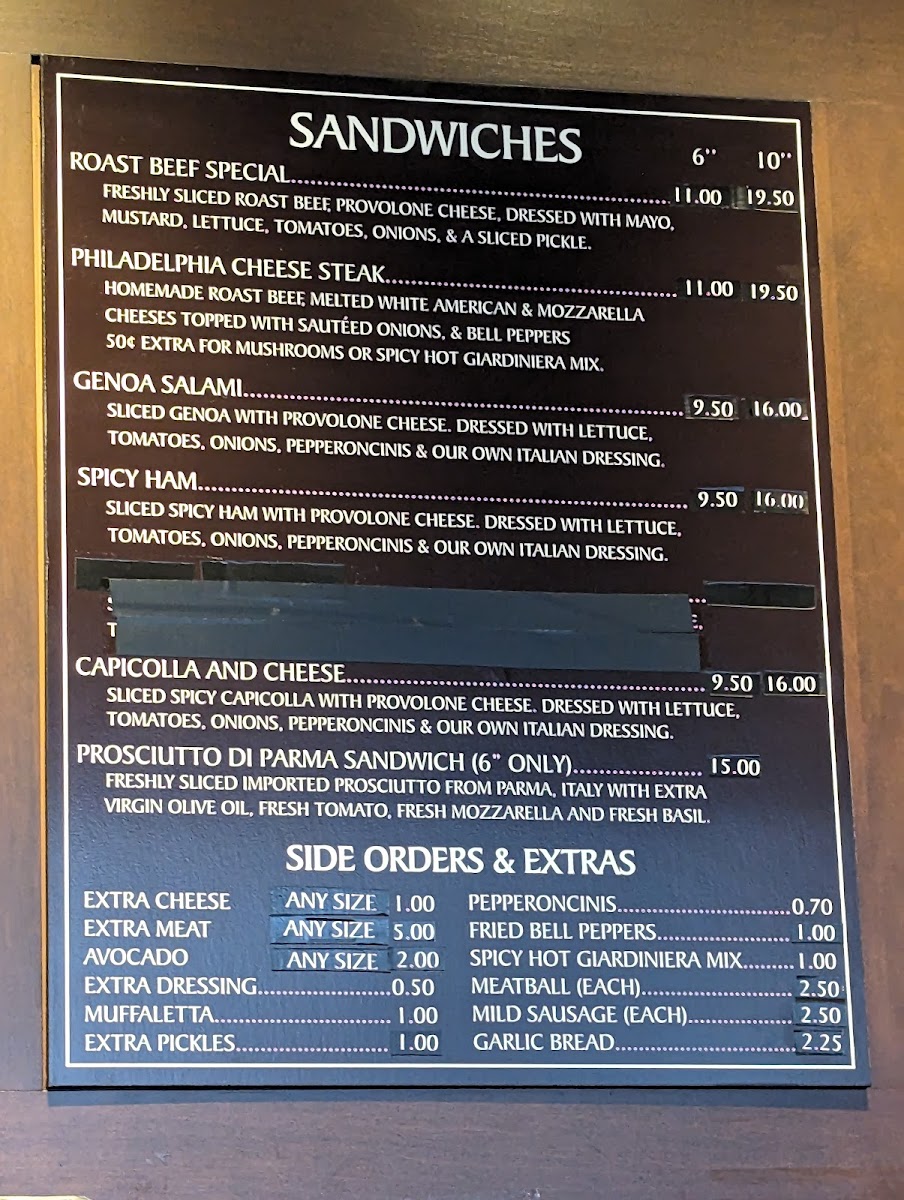 SANDWICHES
6" 10"
ROAST BEEF SPECIAL........ 11.00 19.50
FRESHLY SLICED ROAST BEEF, PROVOLONE CHEESE, DRESSED WITH MAYO,
MUSTARD, LETTUCE, TOMATOES, ONIONS, & A SLICED PICKLE.
PHILADELPHIA CHEESE STEAK........ 11.00 19.50
HOMEMADE ROAST BEEF, MELTED WHITE AMERICAN & MOZZARELLA
CHEESES TOPPED WITH SAUTÉED ONIONS, & BELL PEPPERS
50¢ EXTRA FOR MUSHROOMS OR SPICY HOT GIARDINIERA MIX.
GENOA SALAMI........ 9.50 16.00
SLICED GENOA WITH PROVOLONE CHEESE. DRESSED WITH LETTUCE,
TOMATOES, ONIONS, PEPPERONCINIS & OUR OWN ITALIAN DRESSING.
SPICY HAM........ 9.50 16.00
SLICED SPICY HAM WITH PROVOLONE CHEESE. DRESSED WITH LETTUCE,
TOMATOES, ONIONS, PEPPERONCINIS & OUR OWN ITALIAN DRESSING.
CAPICOLLA AND CHEESE........ 9.50 16.00
SLICED SPICY CAPICOLLA WITH PROVOLONE CHEESE. DRESSED WITH LETTUCE,
TOMATOES, ONIONS, PEPPERONCINIS & OUR OWN ITALIAN DRESSING.
PROSCIUTTO DI PARMA SANDWICH (6" ONLY)........ 15.00
FRESHLY SLICED IMPORTED PROSCIUTTO FROM PARMA, ITALY WITH EXTRA
VIRGIN OLIVE OIL, FRESH TOMATO, FRESH MOZZARELLA AND FRESH BASIL.
SIDE ORDERS & EXTRAS
EXTRA CHEESE ANY SIZE 1.00
EXTRA MEAT ANY SIZE 5.00
AVOCADO ANY SIZE 2.00
EXTRA DRESSING........ 0.50
MUFFALETTA........ 1.00
EXTRA PICKLES........ 1.00
PEPPERONCINIS........ 0.70
FRIED BELL PEPPERS........ 1.00
SPICY HOT GIARDINIERA MIX........ 1.00
MEATBALL (EACH)........ 2.50
MILD SAUSAGE (EACH)........ 2.50
GARLIC BREAD........ 2.25